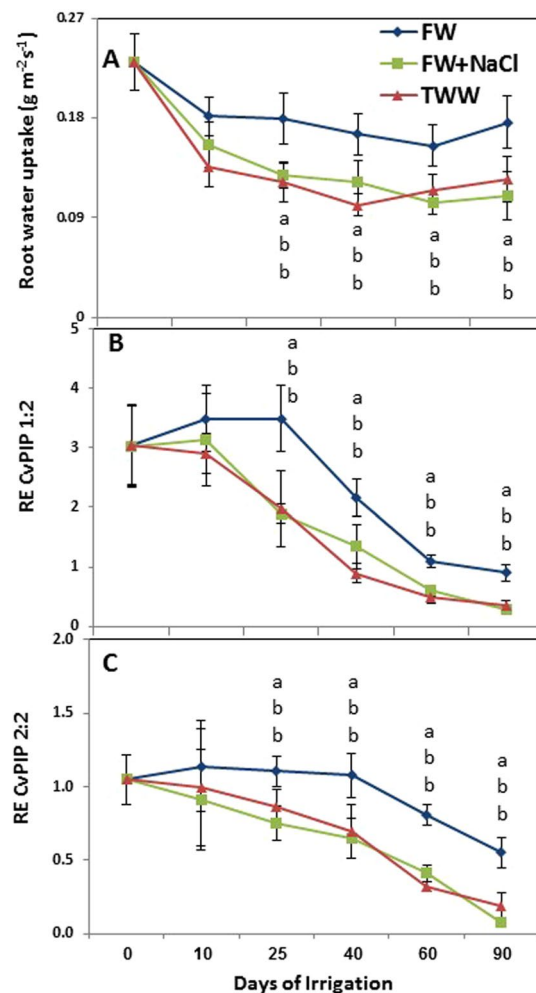 0.27
FW
A
FW+NaCl
TWW
0.18
0.09
0
Root water uptake (g m⁻²s⁻¹)
a a a a
b b b b
b b b b
B
5
4
3
2
1
0
RE CvPIP 1:2
a a a a
b b b b
b b b b
C
2.0
1.5
1.0
0.5
0.0
RE CvPIP 2:2
a a a a
b b b b
b b b b
0 10 25 40 60 90
Days of Irrigation